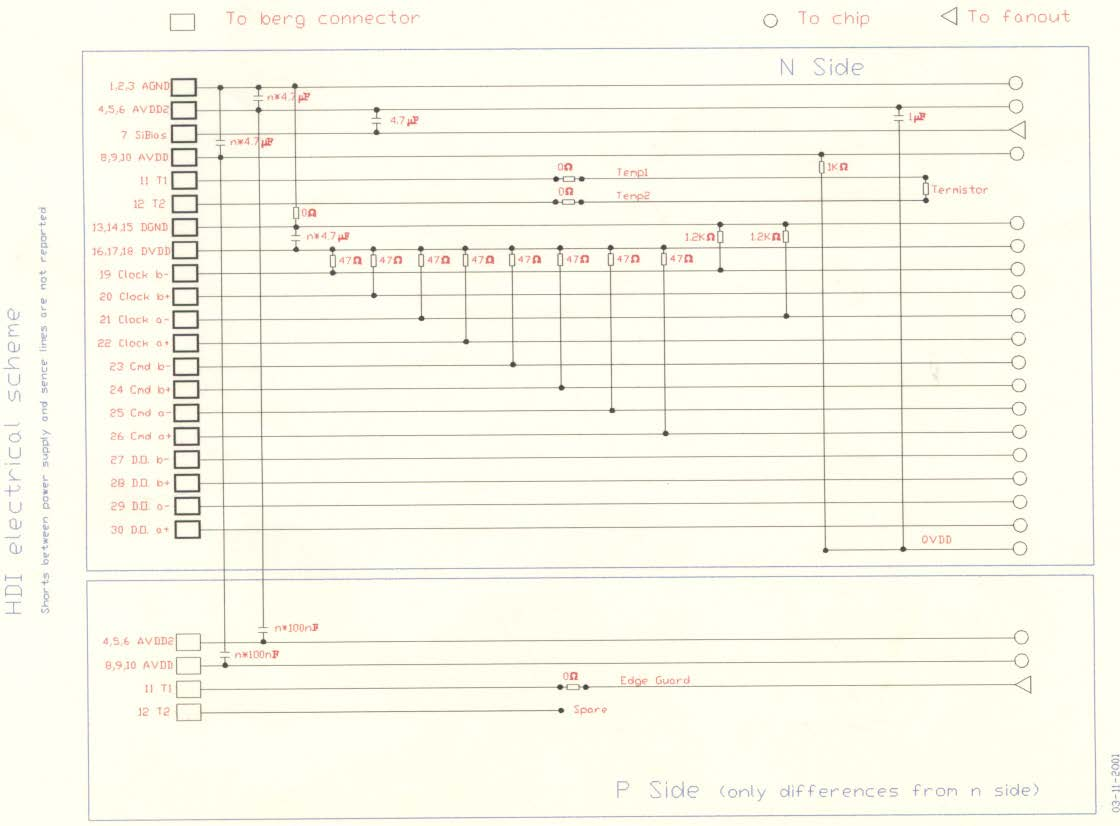 To berg connector
To chip
To fanout
N Side
1,2,3 AGND
n*4.7µF
4,5,6 AVDD2
4.7µF
1µF
7 SiBias
n*4.7µF
8,9,10 AVDD
1KΩ
0Ω
Temp1
11 T1
Termistor
0Ω
Temp2
12 T2
0Ω
13,14,15 DGND
n*4.7µF
1.2KΩ
1.2KΩ
16,17,18 DVDD
47Ω
47Ω
47Ω
47Ω
47Ω
47Ω
47Ω
47Ω
19 Clock b-
20 Clock b+
21 Clock a-
22 Clock a+
23 Cmd b-
24 Cmd b+
25 Cmd a-
26 Cmd a+
27 D.O. b-
28 D.O. b+
29 D.O. a-
30 D.O. a+
QVDD
n*100nF
4,5,6 AVDD2
n*100nF
8,9,10 AVDD
0Ω
Edge Guard
11 T1
12 T2
Spare
P Side (only differences from n side)
HDI electrical scheme
Shorts between power supply and sence lines are not reported
03-11-2001